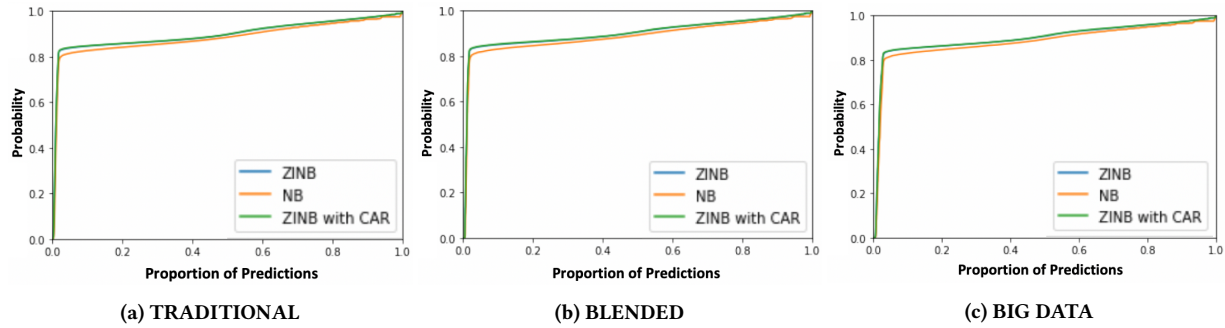 1.0
0.8
0.6
0.4
0.2
0.0
Probability
0.0 0.2 0.4 0.6 0.8 1.0
Proportion of Predictions
ZINB
NB
ZINB with CAR
(a) TRADITIONAL
1.0
0.8
0.6
0.4
0.2
0.0
Probability
0.0 0.2 0.4 0.6 0.8 1.0
Proportion of Predictions
ZINB
NB
ZINB with CAR
(b) BLENDED
1.0
0.8
0.6
0.4
0.2
0.0
Probability
0.0 0.2 0.4 0.6 0.8 1.0
Proportion of Predictions
ZINB
NB
ZINB with CAR
(c) BIG DATA